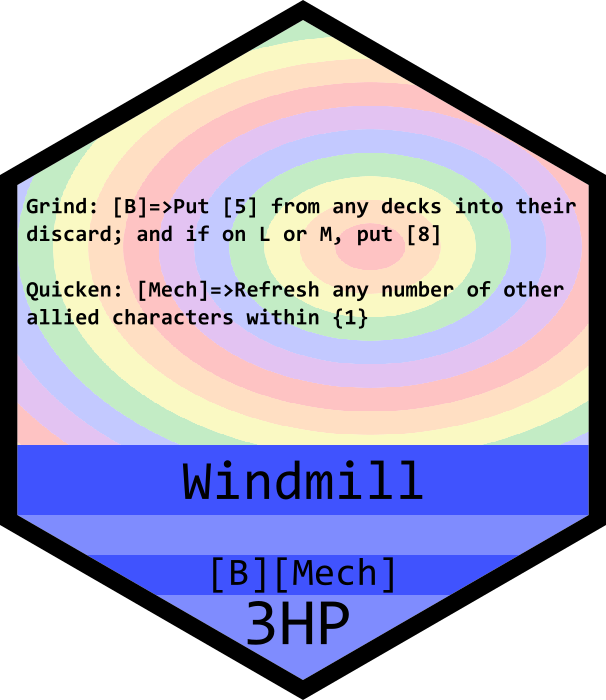 Grind: [B]=>Put [5] from any decks into their
discard; and if on L or M, put [8]
Quicken: [Mech]=>Refresh any number of other
allied characters within {1}
Windmill
[B][Mech]
3HP